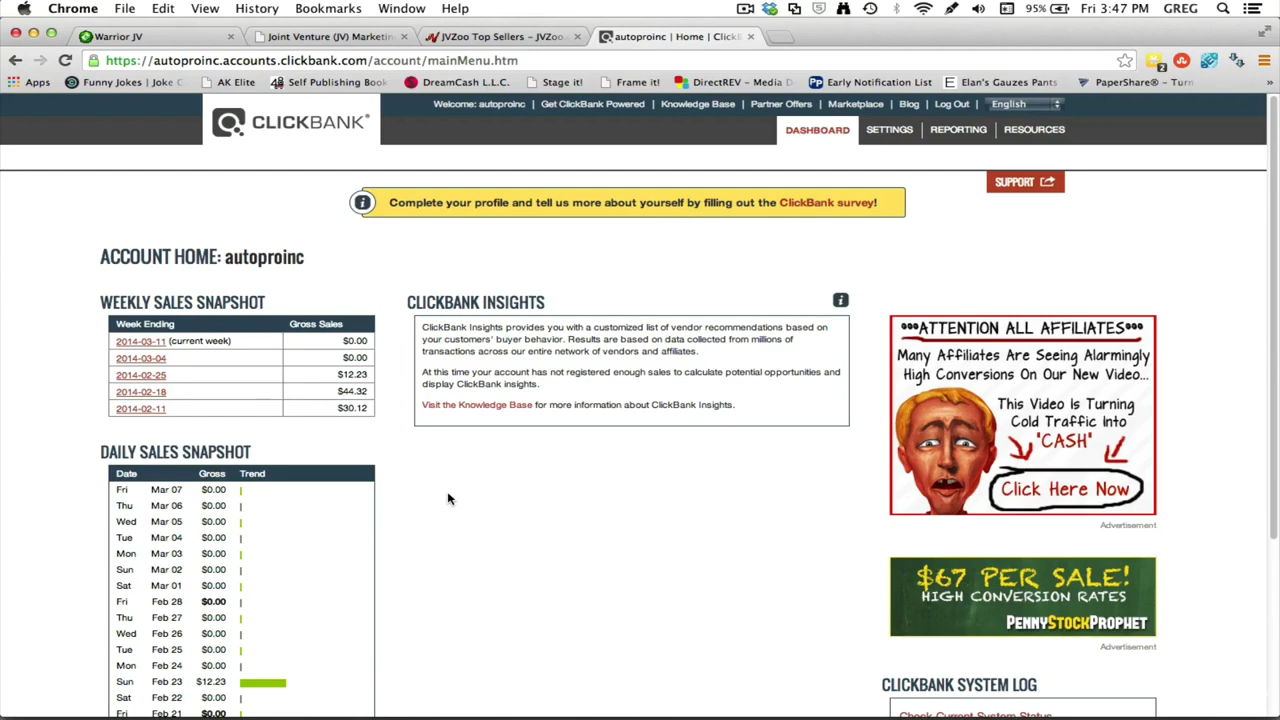 Chrome File Edit View History Bookmarks Window Help 95% Fri 3:47 PM GREG
Warrior JV Joint Venture (JV) Marketin JVZoo Top Sellers – JVZoo. autoproinc | Home | ClickB
https://autoproinc.accounts.clickbank.com/account/mainMenu.htm
Apps Funny Jokes | Joke G AK Elite Self Publishing Book DreamCash L.L.C. Stage it! Frame it! DirectREV – Media D Early Notification List Elan's Gauzes Pants PaperShare® – Turn
Welcome: autoproinc Get ClickBank Powered Knowledge Base Partner Offers Marketplace Blog Log Out English
CLICKBANK®
DASHBOARD SETTINGS REPORTING RESOURCES
SUPPORT
Complete your profile and tell us more about yourself by filling out the ClickBank survey!
ACCOUNT HOME: autoproinc
WEEKLY SALES SNAPSHOT
Week Ending Gross Sales
2014-03-11 (current week) $0.00
2014-03-04 $0.00
2014-02-25 $12.23
2014-02-18 $44.32
2014-02-11 $30.12
DAILY SALES SNAPSHOT
Date Gross Trend
Fri Mar 07 $0.00
Thu Mar 06 $0.00
Wed Mar 05 $0.00
Tue Mar 04 $0.00
Mon Mar 03 $0.00
Sun Mar 02 $0.00
Sat Mar 01 $0.00
Fri Feb 28 $0.00
Thu Feb 27 $0.00
Wed Feb 26 $0.00
Tue Feb 25 $0.00
Mon Feb 24 $0.00
Sun Feb 23 $12.23
Sat Feb 22 $0.00
Fri Feb 21 $0.00
CLICKBANK INSIGHTS
ClickBank Insights provides you with a customized list of vendor recommendations based on
your customers' buyer behavior. Results are based on data collected from millions of
transactions across our entire network of vendors and affiliates.
At this time your account has not registered enough sales to calculate potential opportunities and
display ClickBank insights.
Visit the Knowledge Base for more information about ClickBank Insights.
***ATTENTION ALL AFFILIATES***
Many Affiliates Are Seeing Alarmingly
High Conversions On Our New Video...
This Video Is Turning
Cold Traffic Into
"CASH"
Click Here Now
Advertisement
$67 PER SALE!
HIGH CONVERSION RATES
PENNYSTOCKPROPHET
Advertisement
CLICKBANK SYSTEM LOG
Check Current System Status